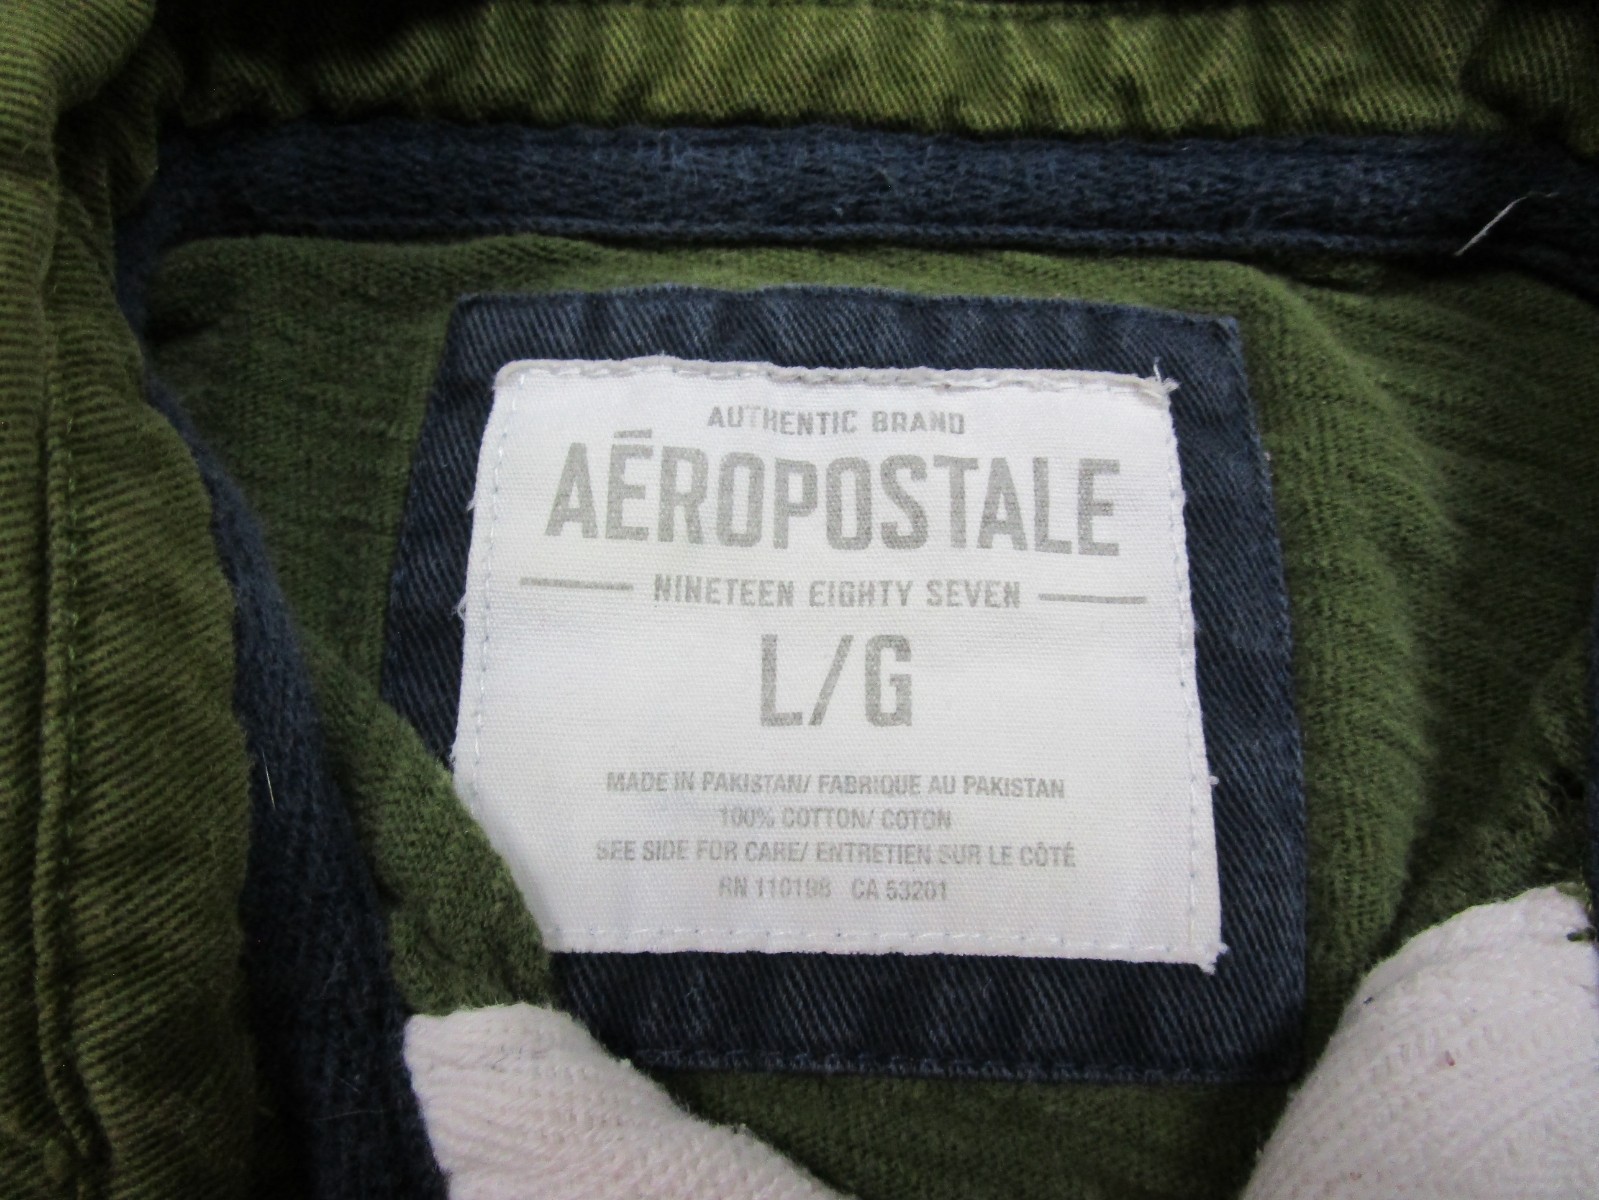 AUTHENTIC BRAND
AÉROPOSTALE
NINETEEN EIGHTY SEVEN
L/G
MADE IN PAKISTAN/ FABRIQUE AU PAKISTAN
100% COTTON/ COTON
SEE SIDE FOR CARE/ ENTRETIEN SUR LE CÔTÉ
RN 110198 CA 53201